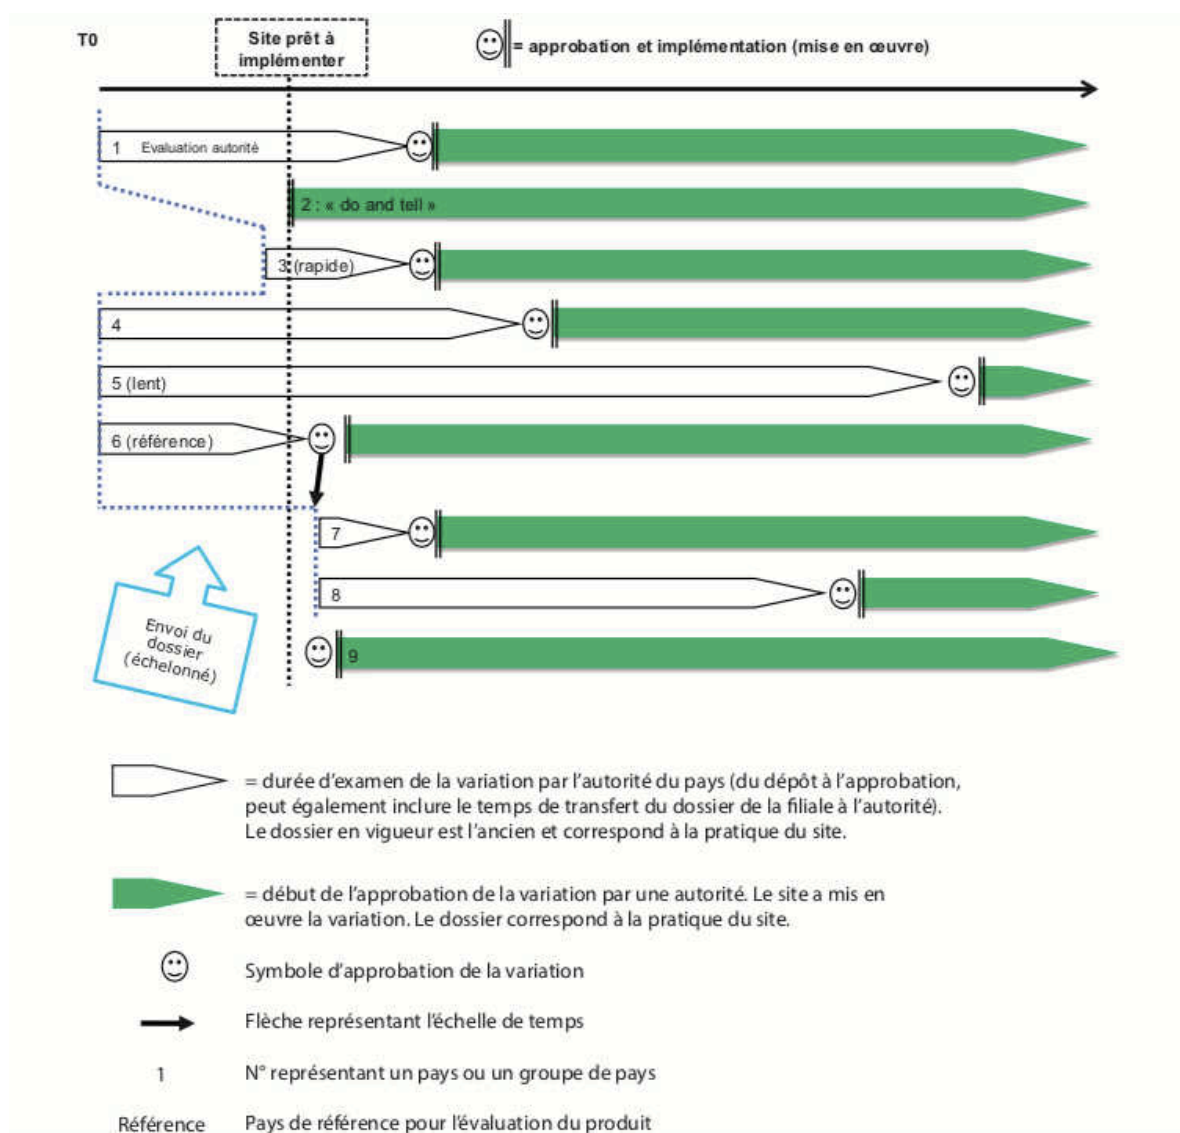 T0
Site prêt à
implémenter
= approbation et implémentation (mise en œuvre)
1 Evaluation autorité
2 : « do and tell »
3 (rapide)
4
5 (lent)
6 (référence)
7
8
9
Envoi du
dossier
(échelonné)
= durée d’examen de la variation par l’autorité du pays (du dépôt à l’approbation,
peut également inclure le temps de transfert du dossier de la filiale à l’autorité).
Le dossier en vigueur est l’ancien et correspond à la pratique du site.
= début de l’approbation de la variation par une autorité. Le site a mis en
œuvre la variation. Le dossier correspond à la pratique du site.
Symbole d’approbation de la variation
Flèche représentant l’échelle de temps
1 N° représentant un pays ou un groupe de pays
Référence Pays de référence pour l’évaluation du produit